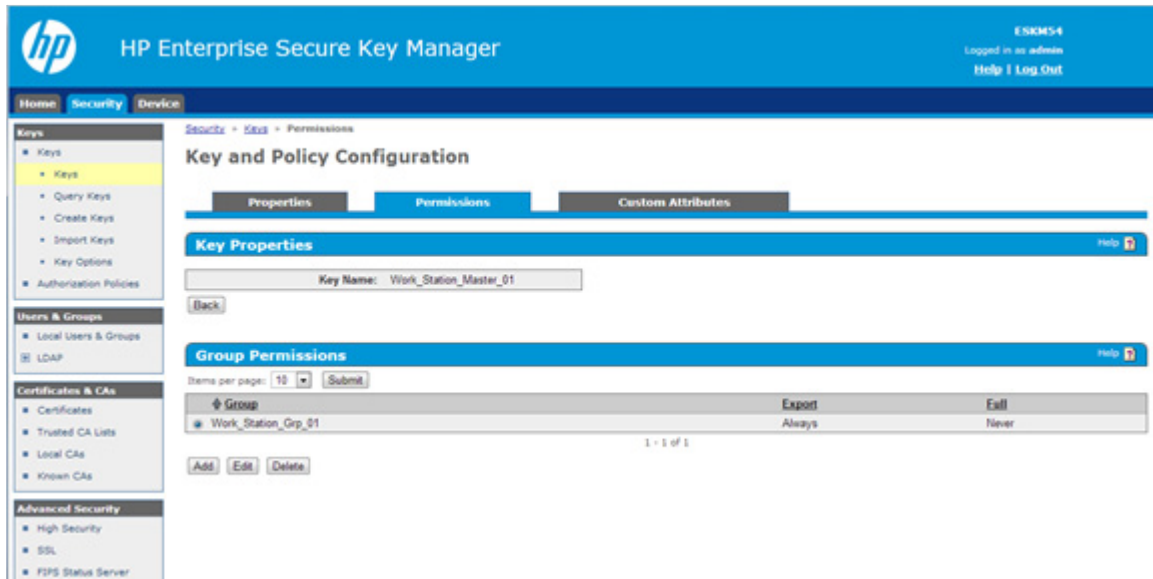 hp
HP Enterprise Secure Key Manager
ESKM54
Logged in as admin
Help | Log Out
Home Security Device
Keys
Keys
Keys
Query Keys
Create Keys
Import Keys
Key Options
Authorization Policies
Users & Groups
Local Users & Groups
LDAP
Certificates & CAs
Certificates
Trusted CA Lists
Local CAs
Known CAs
Advanced Security
High Security
SSL
FIPS Status Server
Security » Keys » Permissions
Key and Policy Configuration
Properties Permissions Custom Attributes
Key Properties Help ?
Key Name: Work_Station_Master_01
Back
Group Permissions Help ?
Items per page: 10 Submit
Group Export Full
Work_Station_Grp_01 Always Never
1 - 1 of 1
Add Edit Delete